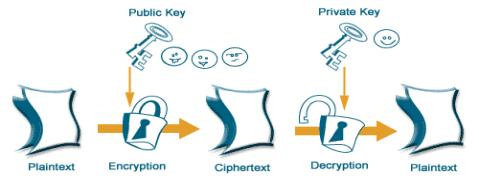 Public Key
Private Key
Plaintext
Encryption
Ciphertext
Decryption
Plaintext